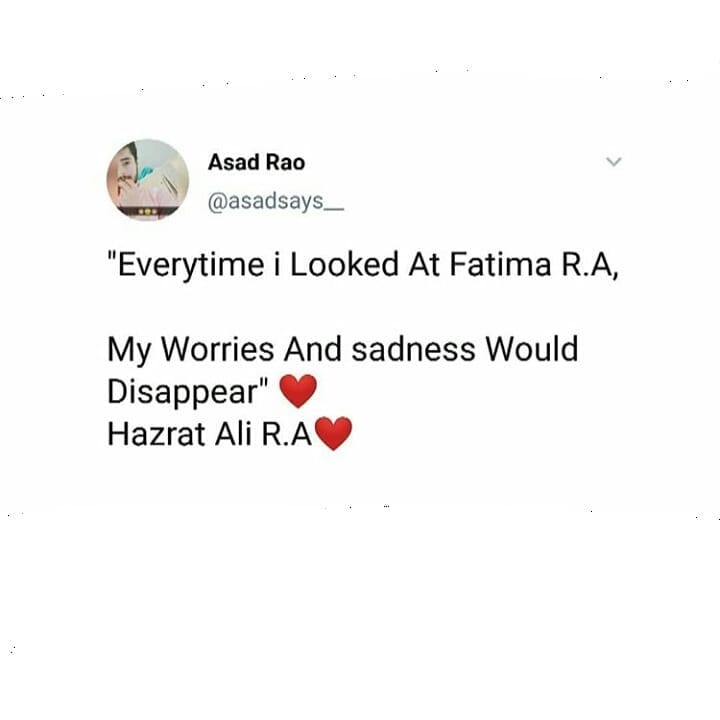 Asad Rao
@asadsays__
"Everytime i Looked At Fatima R.A,
My Worries And sadness Would
Disappear" ❤️
Hazrat Ali R.A❤️